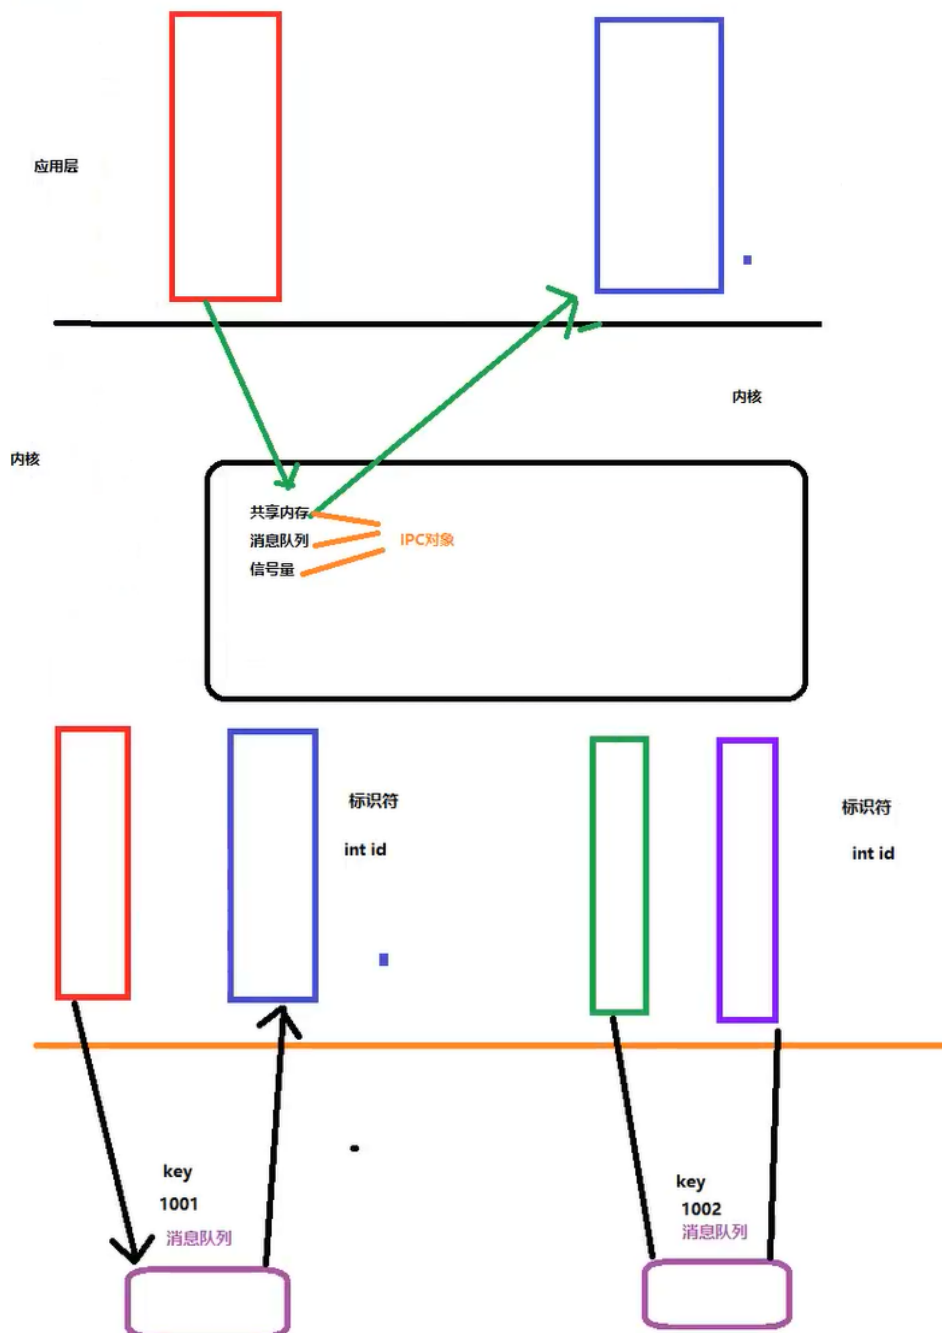 应用层
内核
内核
共享内存
消息队列
IPC对象
信号量
标识符
int id
标识符
int id
key
1001
消息队列
key
1002
消息队列